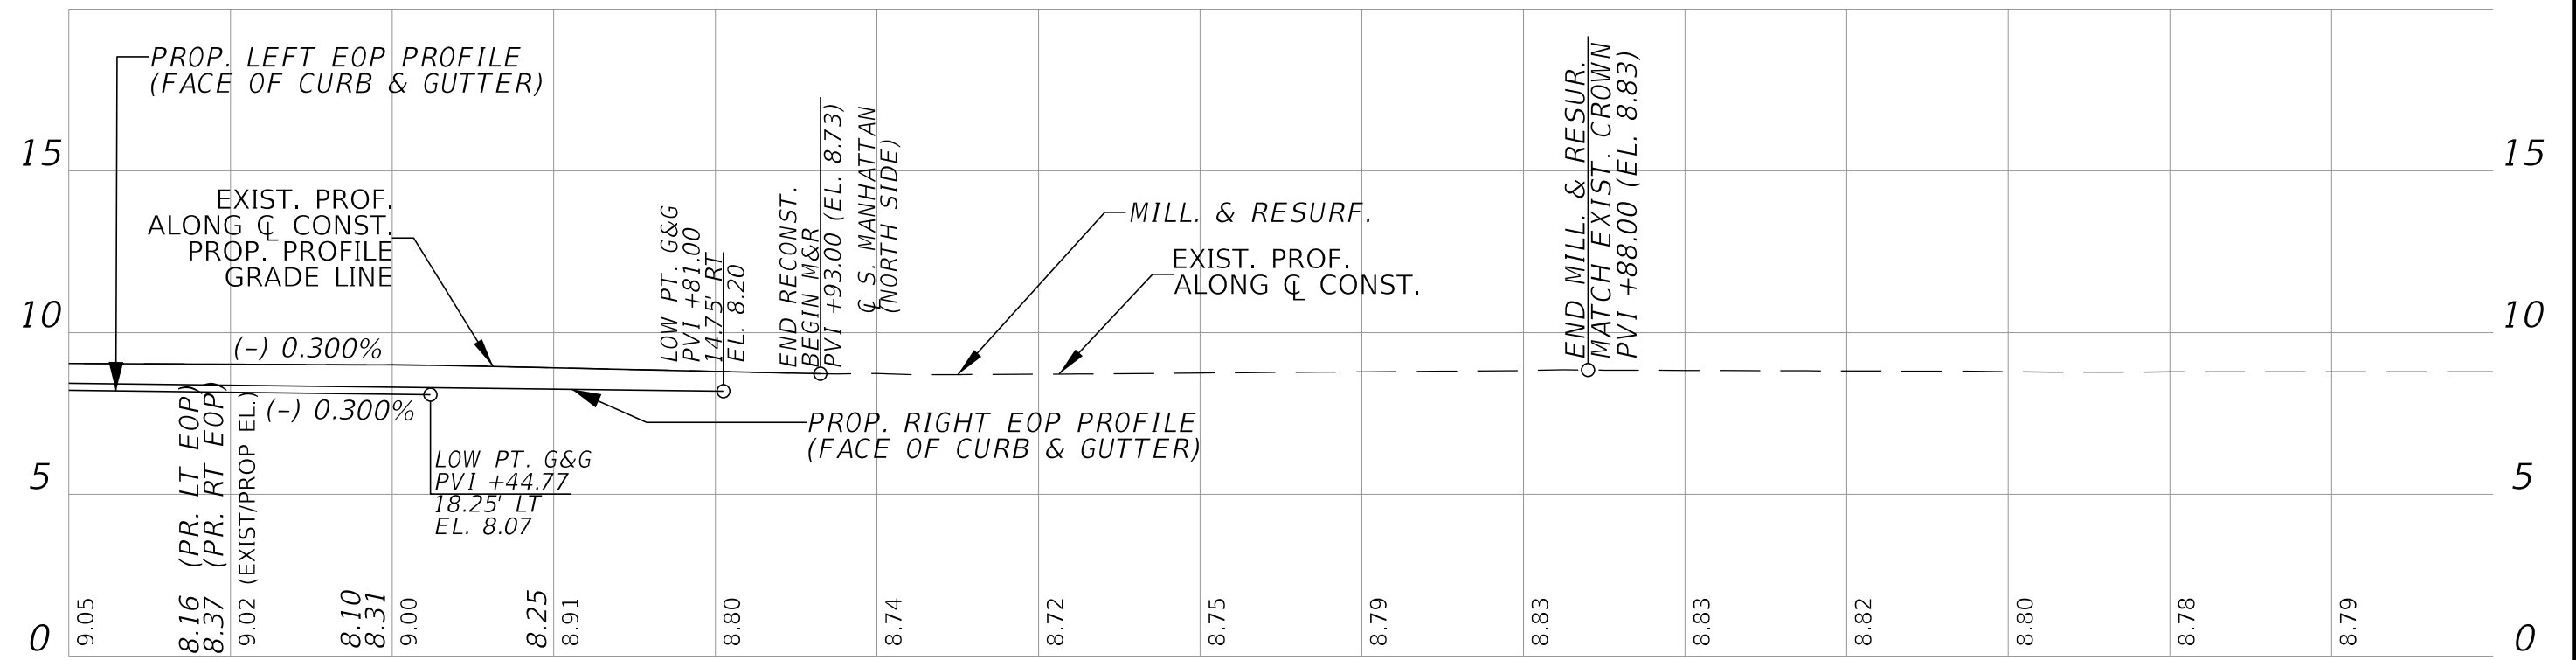 PROP. LEFT EOP PROFILE
(FACE OF CURB & GUTTER)
15
15
EXIST. PROF.
ALONG ℄ CONST.
PROP. PROFILE
GRADE LINE
LOW PT. G&G
PVI +81.00
14.75' RT
EL. 8.20
END RECONST.
BEGIN M&R
PVI +93.00 (EL. 8.73)
℄ S. MANHATTAN
(NORTH SIDE)
MILL. & RESURF.
EXIST. PROF.
ALONG ℄ CONST.
END MILL. & RESUR.
MATCH EXIST. CROWN
PVI +88.00 (EL. 8.83)
10
10
(-) 0.300%
(-) 0.300%
PROP. RIGHT EOP PROFILE
(FACE OF CURB & GUTTER)
LOW PT. G&G
PVI +44.77
18.25' LT
EL. 8.07
5
5
0
9.05
8.16 (PR. LT EOP)
8.37 (PR. RT EOP)
9.02 (EXIST/PROP EL.)
8.10
8.31
9.00
8.25
8.91
8.80
8.74
8.72
8.75
8.79
8.83
8.83
8.82
8.80
8.78
8.79
0